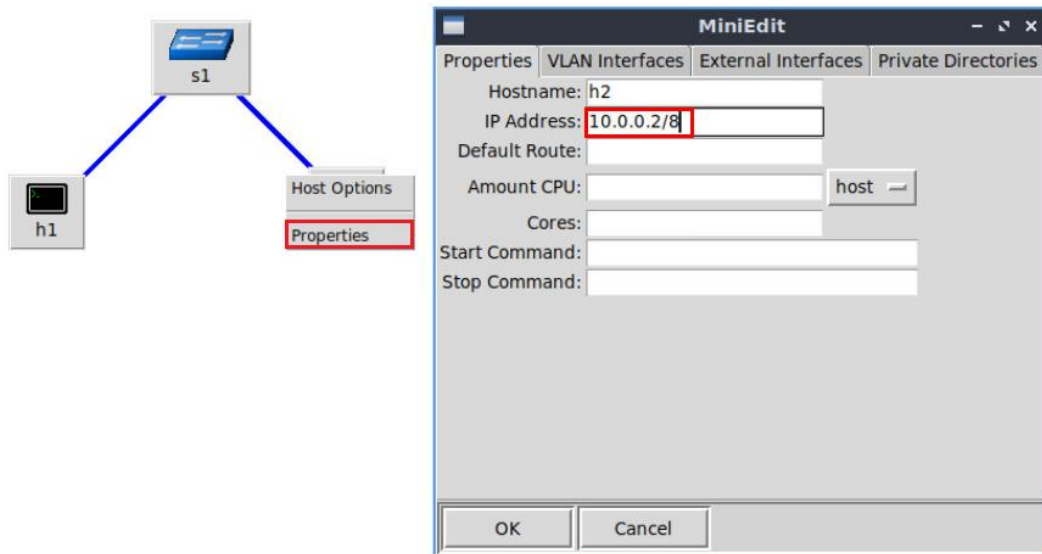 s1
h1
Host Options
Properties
MiniEdit
Properties VLAN Interfaces External Interfaces Private Directories
Hostname: h2
IP Address: 10.0.0.2/8
Default Route:
Amount CPU: host
Cores:
Start Command:
Stop Command:
OK Cancel